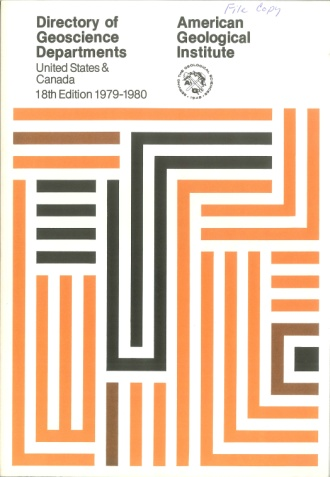 File Copy
Directory of
Geoscience
Departments
United States &
Canada
18th Edition 1979-1980
American
Geological
Institute